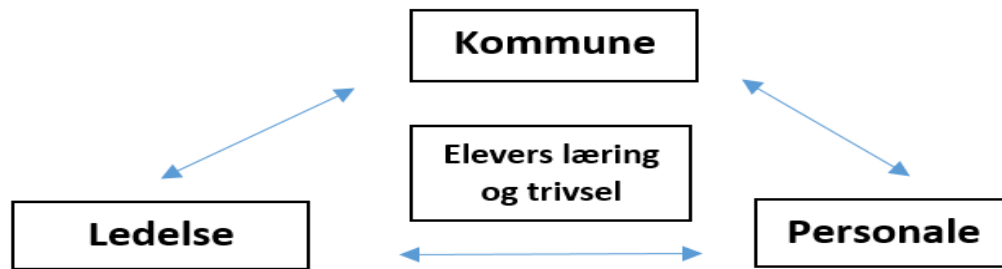 Kommune
Elevers læring
og trivsel
Ledelse
Personale